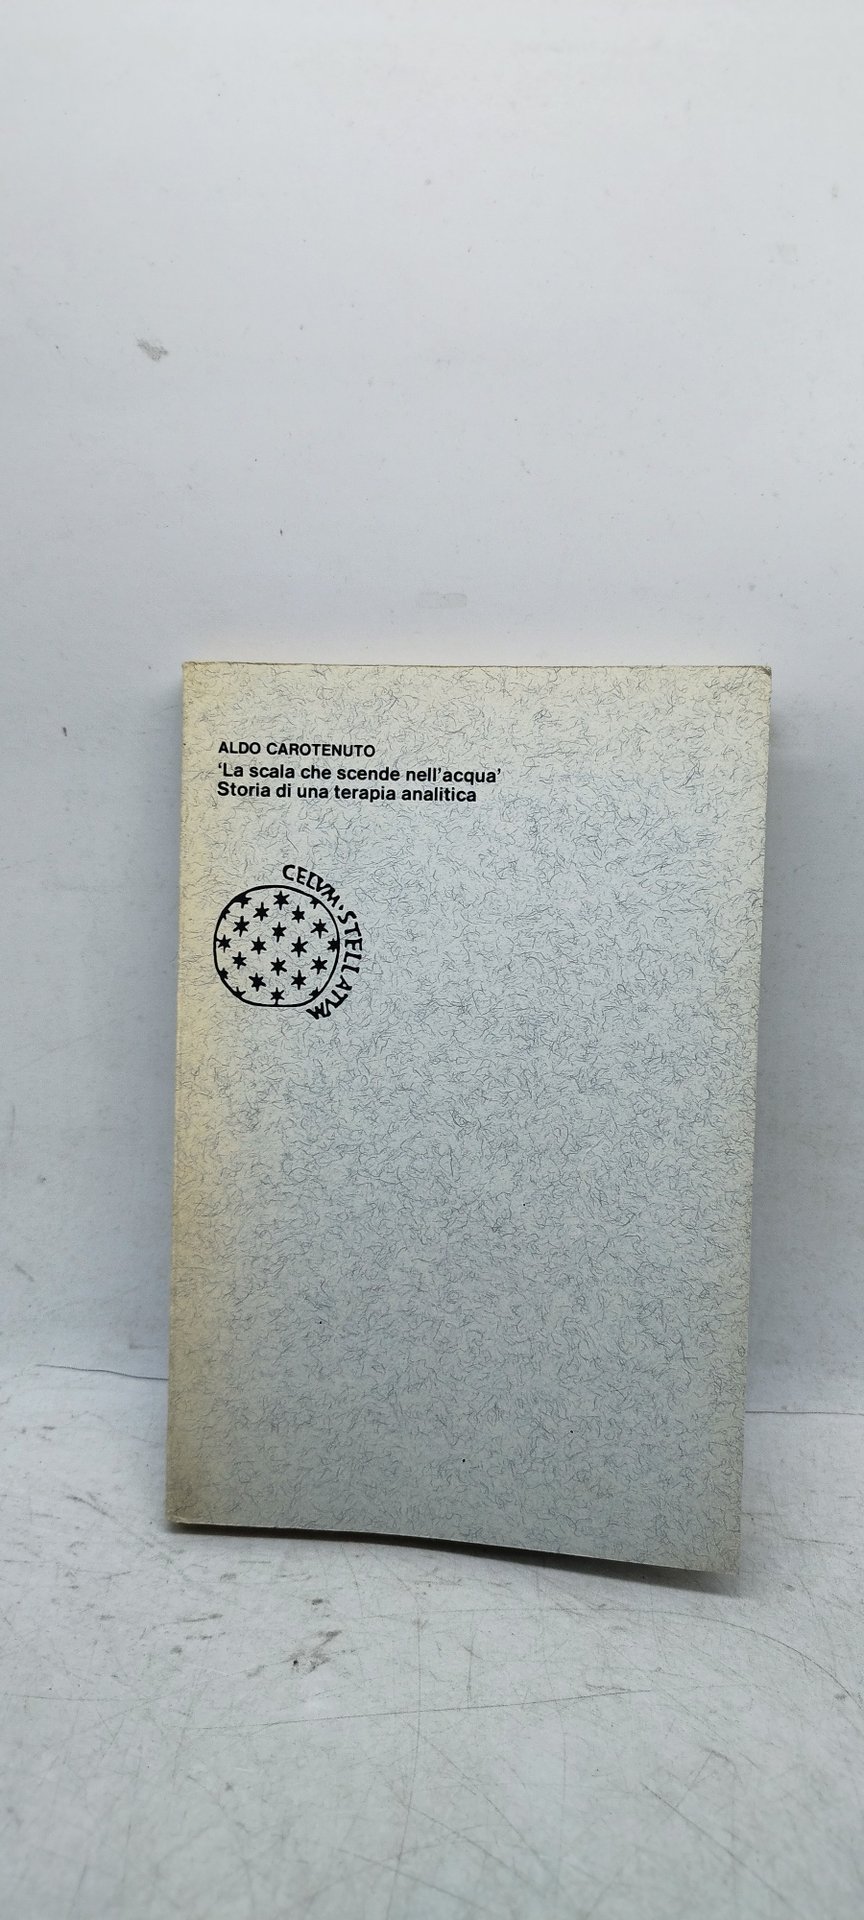 ALDO CAROTENUTO
‘La scala che scende nell’acqua’
Storia di una terapia analitica
CELVM·STELLATVM